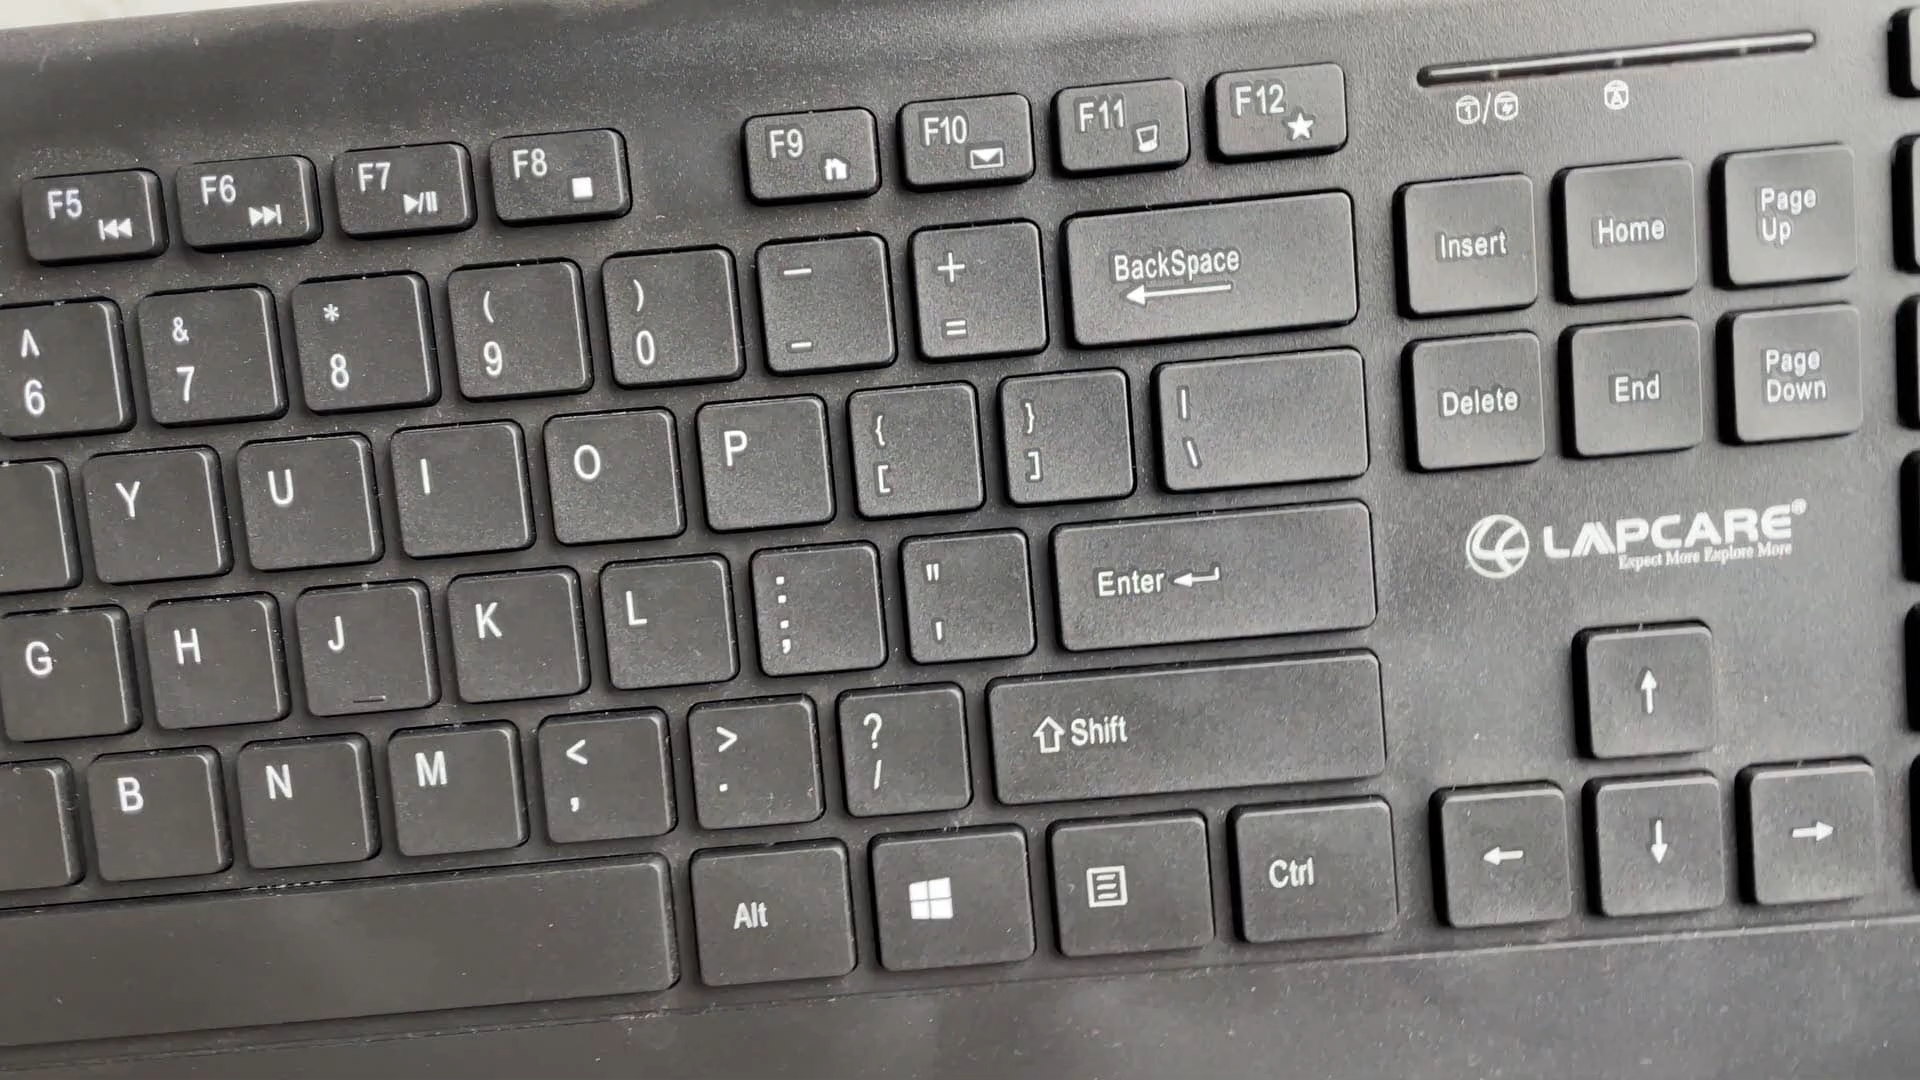 F5 F6 F7 F8 F9 F10 F11 F12
1 / A
^ & * ( ) — + BackSpace Insert Home Page Up
6 7 8 9 0 – =
Y U I O P { } | Delete End Page Down
[ ] \
G H J K L : " Enter LAPCARE®
; ' Expect More Explore More
B N M < > ? Shift
, . /
Alt Ctrl